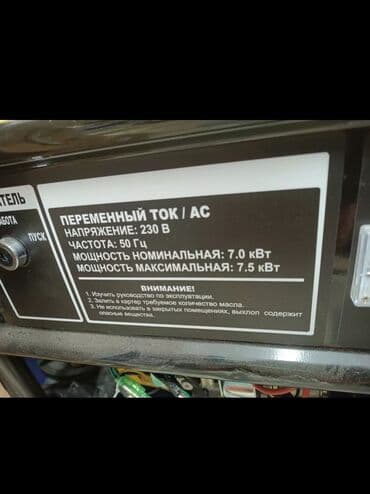 АТЕЛЬ
АБОТА
ПУСК
ПЕРЕМЕННЫЙ ТОК / AC
НАПРЯЖЕНИЕ: 230 В
ЧАСТОТА: 50 Гц
МОЩНОСТЬ НОМИНАЛЬНАЯ: 7.0 кВт
МОЩНОСТЬ МАКСИМАЛЬНАЯ: 7.5 кВт
ВНИМАНИЕ!
1. Изучить руководство по эксплуатации.
2. Залить в картер требуемое количество масла.
3. Не использовать в закрытых помещениях, выхлоп содержит
опасные вещества.